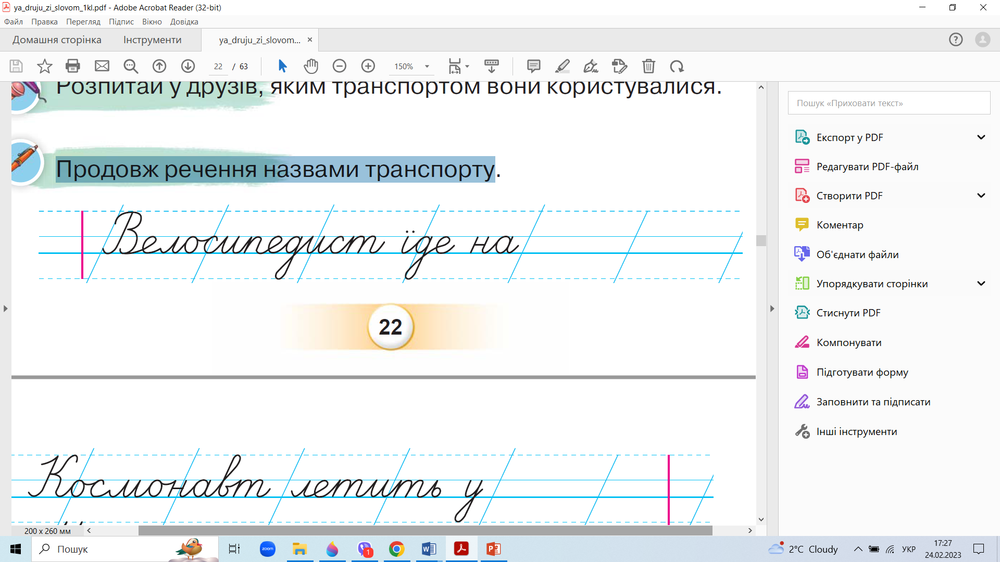 ya_druju_zi_slovom_1kl.pdf - Adobe Acrobat Reader (32-bit)
Файл Правка Перегляд Підпис Вікно Довідка
Домашня сторінка Інструменти ya_druju_zi_slovom... ×
22 / 63 150%
Розпитай у друзів, яким транспортом вони користувалися.
Продовж речення назвами транспорту.
Велосипедист їде на
22
Космонавт летить у
200 x 260 мм
Пошук «Приховати текст»
Експорт у PDF
Редагувати PDF-файл
Створити PDF
Коментар
Об'єднати файли
Упорядкувати сторінки
Стиснути PDF
Компонувати
Підготувати форму
Заповнити та підписати
Інші інструменти
Пошук zoom 1 2°C Cloudy УКР 17:27
24.02.2023